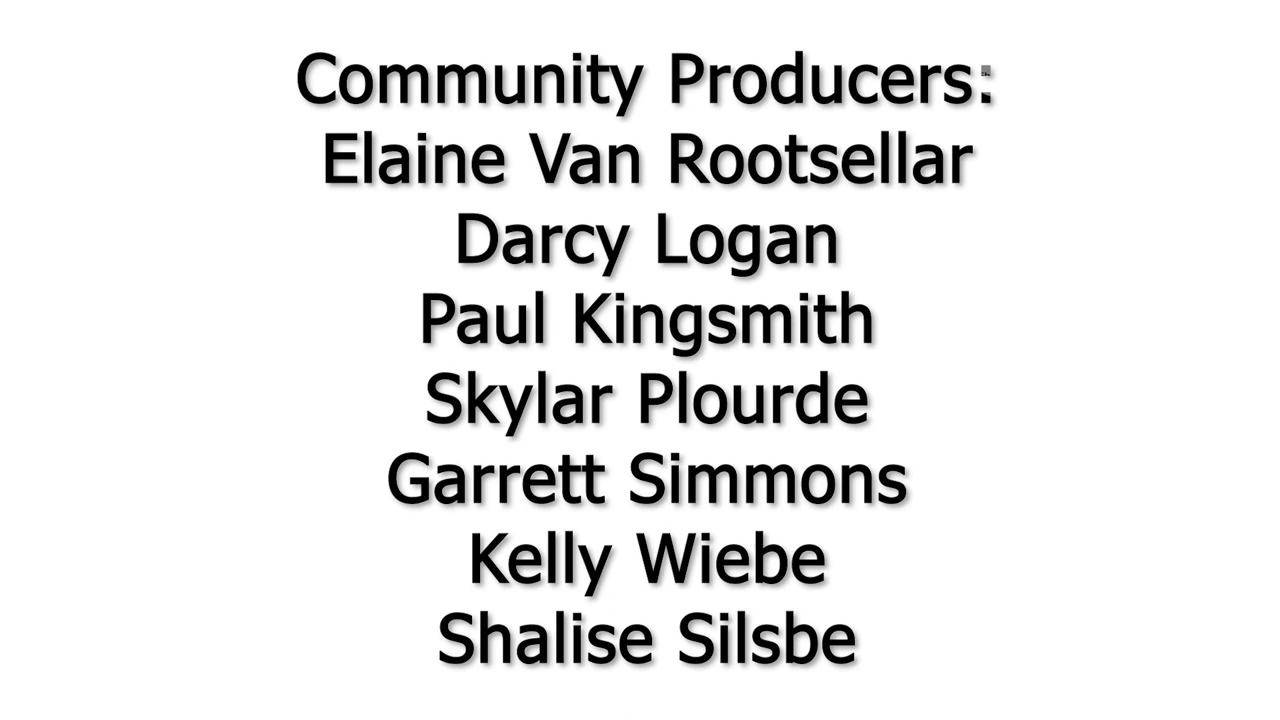 Community Producers:
Elaine Van Rootsellar
Darcy Logan
Paul Kingsmith
Skylar Plourde
Garrett Simmons
Kelly Wiebe
Shalise Silsbe